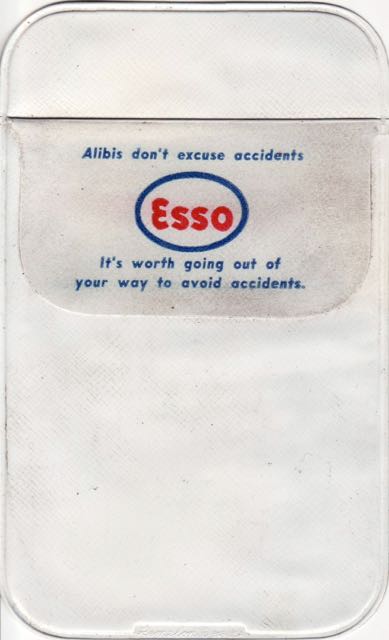 Alibis don't excuse accidents
Esso
It's worth going out of
your way to avoid accidents.